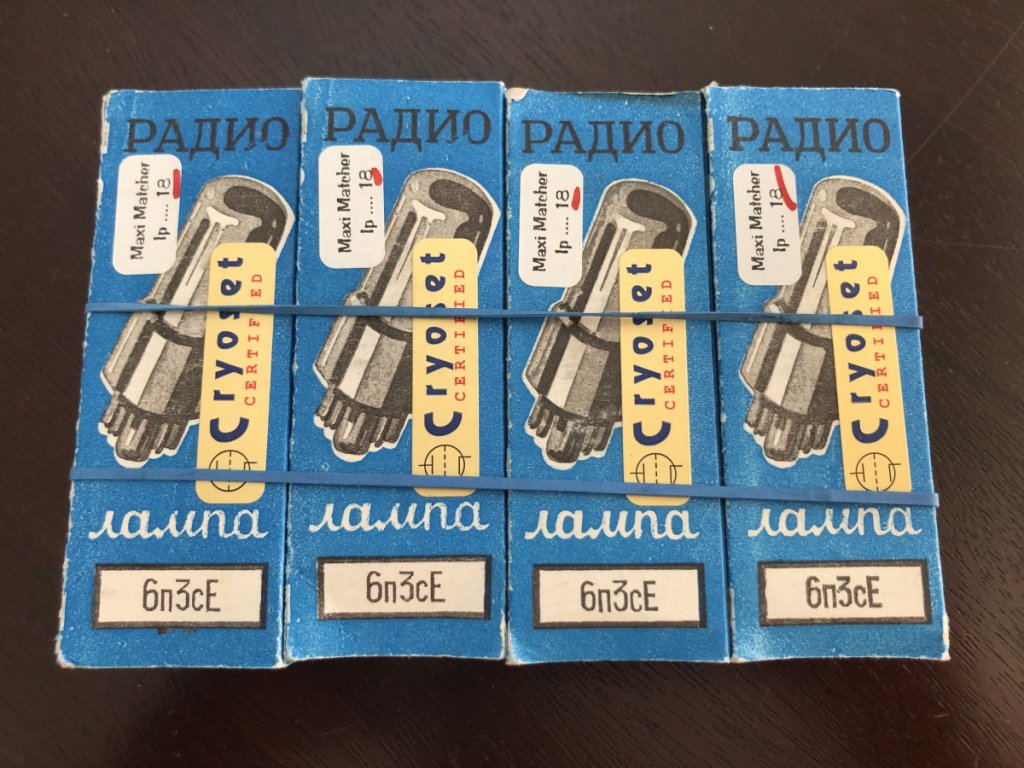 РАДИО
Maxi Matcher
Ip .... 18
Cryoset
CERTIFIED
лампа
6п3сЕ
РАДИО
Maxi Matcher
Ip .... 18
Cryoset
CERTIFIED
лампа
6п3сЕ
РАДИО
Maxi Matcher
Ip .... 18
Cryoset
CERTIFIED
лампа
6п3сЕ
РАДИО
Maxi Matcher
Ip .... 18
Cryoset
CERTIFIED
лампа
6п3сЕ